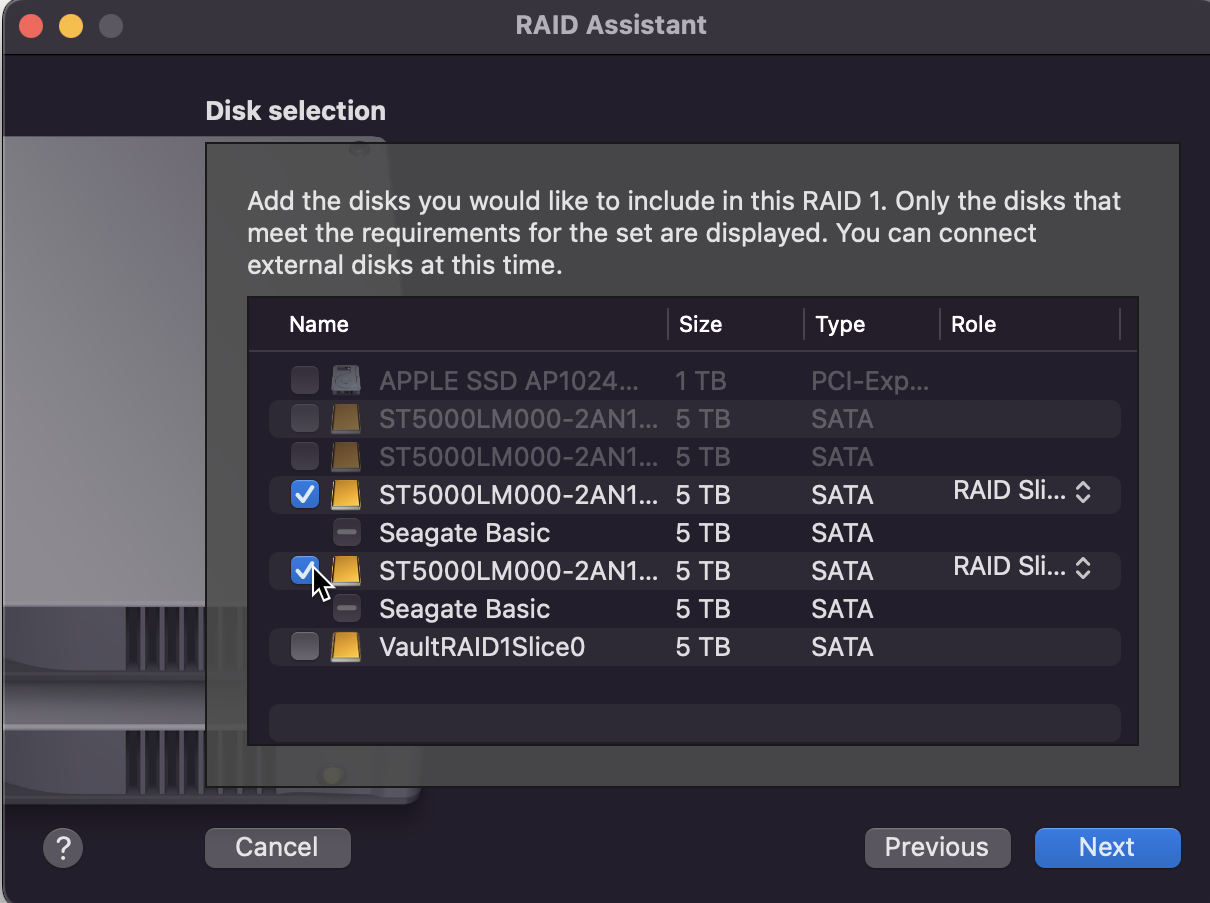 RAID Assistant
Disk selection
Add the disks you would like to include in this RAID 1. Only the disks that
meet the requirements for the set are displayed. You can connect
external disks at this time.
Name Size Type Role
APPLE SSD AP1024... 1 TB PCI-Exp...
ST5000LM000-2AN1... 5 TB SATA
ST5000LM000-2AN1... 5 TB SATA
ST5000LM000-2AN1... 5 TB SATA RAID Sli...
Seagate Basic 5 TB SATA
ST5000LM000-2AN1... 5 TB SATA RAID Sli...
Seagate Basic 5 TB SATA
VaultRAID1Slice0 5 TB SATA
? Cancel Previous Next